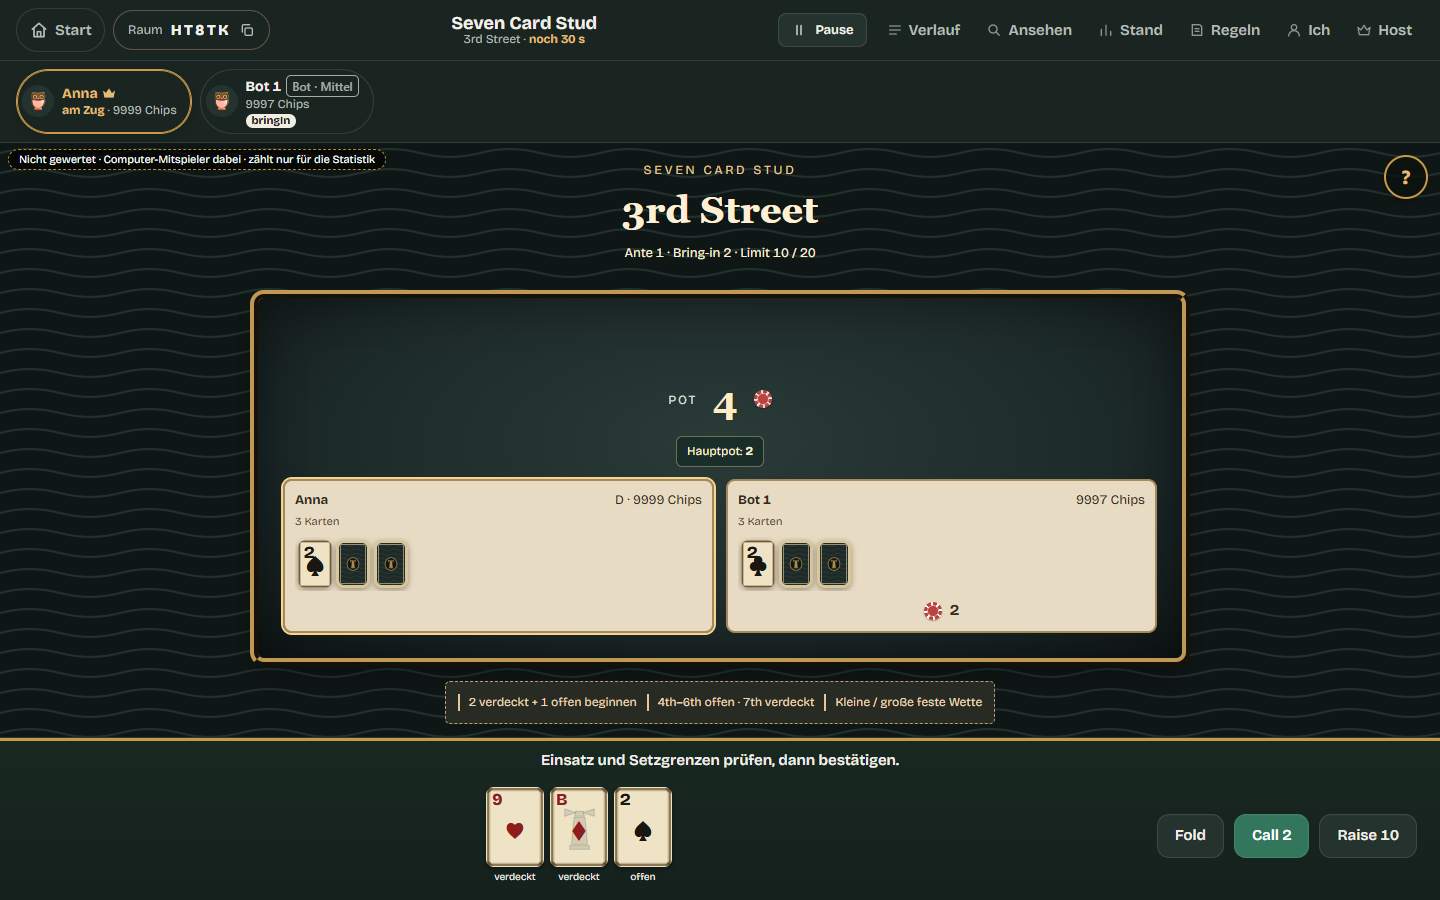 Start
Raum HT8TK
Seven Card Stud
3rd Street · noch 30 s
Pause
Verlauf
Ansehen
Stand
Regeln
Ich
Host
Anna
am Zug · 9999 Chips
Bot 1 Bot · Mittel
9997 Chips
bringIn
Nicht gewertet · Computer-Mitspieler dabei · zählt nur für die Statistik
?
SEVEN CARD STUD
3rd Street
Ante 1 · Bring-in 2 · Limit 10 / 20
POT 4
Hauptpot: 2
Anna D · 9999 Chips
3 Karten
2
Bot 1 9997 Chips
3 Karten
2
2
2 verdeckt + 1 offen beginnen
4th–6th offen · 7th verdeckt
Kleine / große feste Wette
Einsatz und Setzgrenzen prüfen, dann bestätigen.
9 B 2
verdeckt verdeckt offen
Fold
Call 2
Raise 10